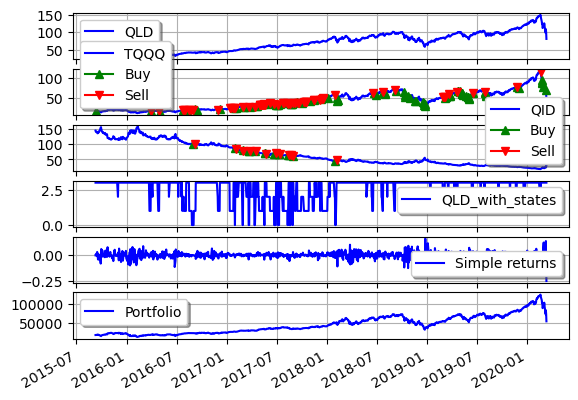 150
100
50
QLD
TQQQ
Buy
Sell
100
50
QID
Buy
Sell
150
100
50
2.5
0.0
QLD_with_states
0.00
−0.25
Simple returns
100000
50000
Portfolio
2015-07
2016-01
2016-07
2017-01
2017-07
2018-01
2018-07
2019-01
2019-07
2020-01